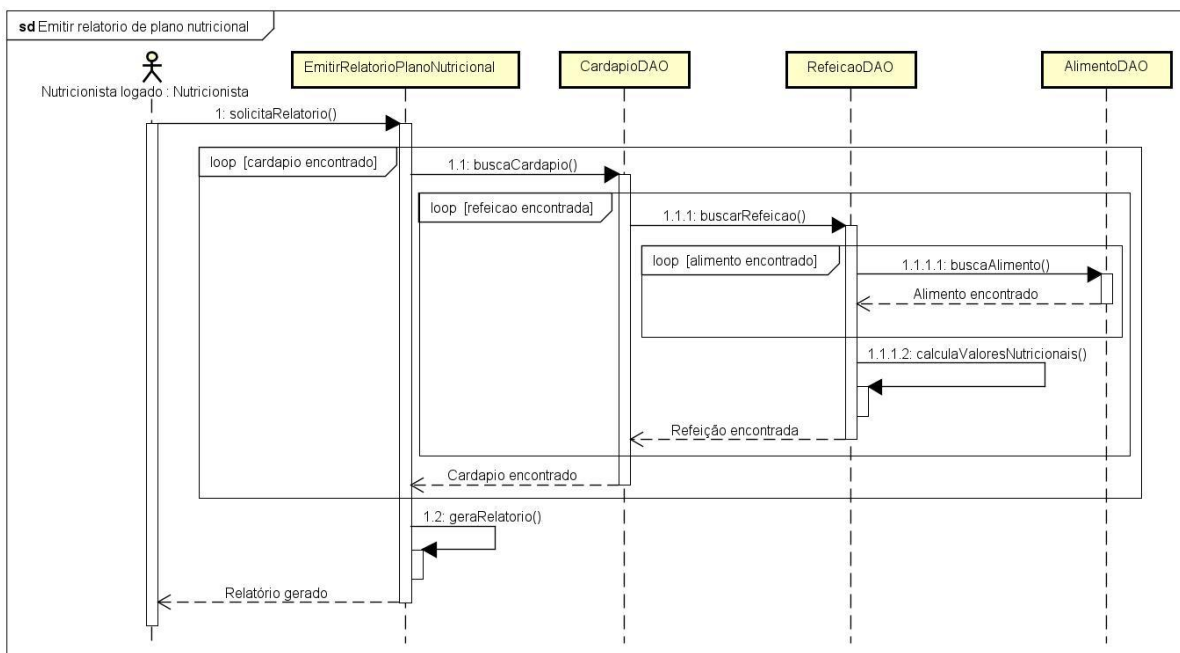 sd Emitir relatorio de plano nutricional
EmitirRelatorioPlanoNutricional
CardapioDAO
RefeicaoDAO
AlimentoDAO
Nutricionista logado : Nutricionista
1: solicitaRelatorio()
loop [cardapio encontrado]
1.1: buscaCardapio()
loop [refeicao encontrada]
1.1.1: buscarRefeicao()
loop [alimento encontrado]
1.1.1.1: buscaAlimento()
Alimento encontrado
1.1.1.2: calculaValoresNutricionais()
Refeição encontrada
Cardapio encontrado
1.2: geraRelatorio()
Relatório gerado